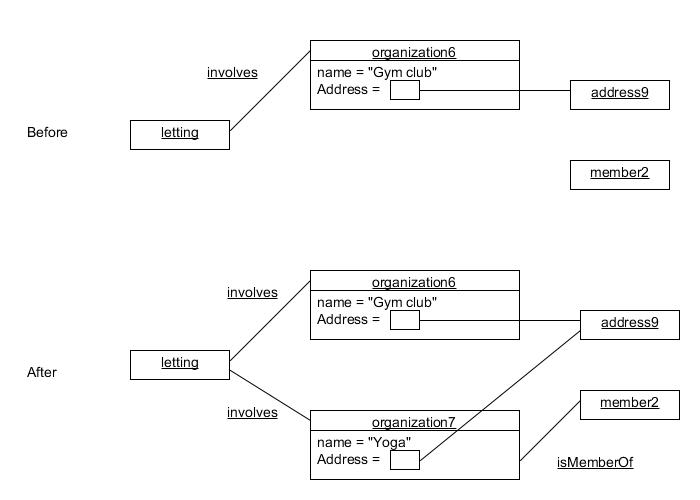 organization6
involves
name = "Gym club"
Address =
address9
Before
letting
member2
organization6
involves
name = "Gym club"
Address =
address9
letting
After
member2
involves
organization7
name = "Yoga"
Address =
isMemberOf